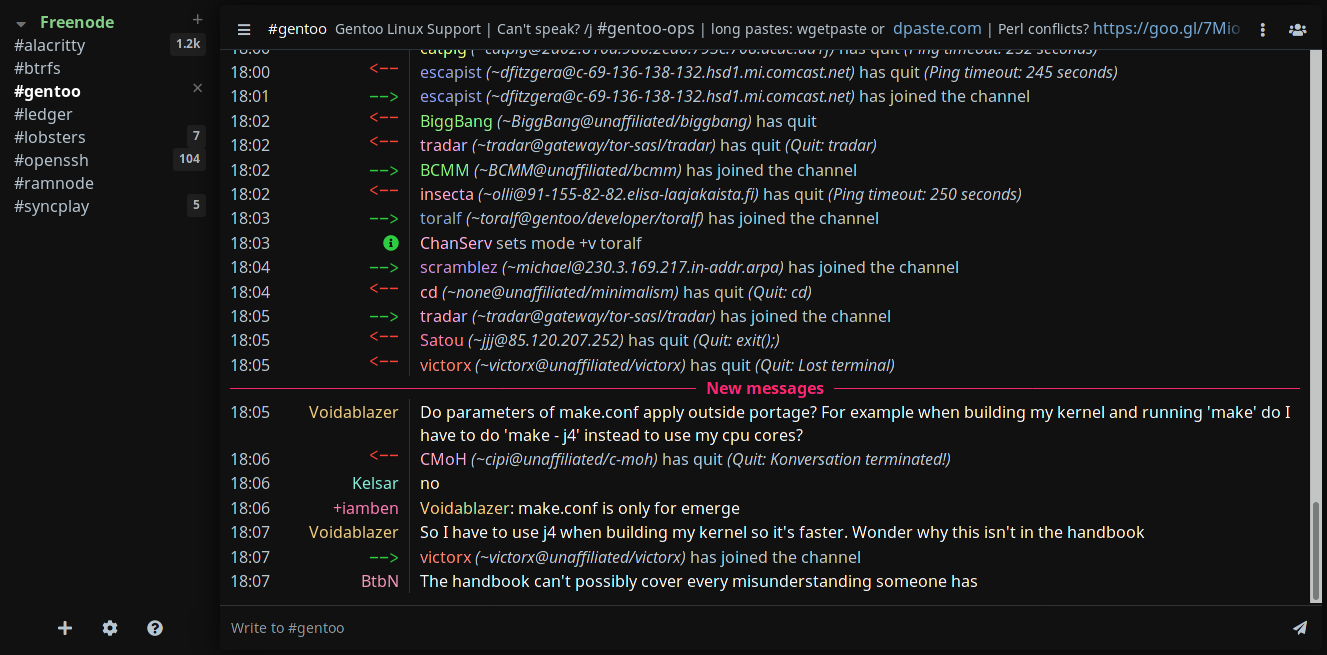 Freenode +
#alacritty 1.2k
#btrfs
#gentoo ×
#ledger
#lobsters 7
#openssh 104
#ramnode
#syncplay 5
#gentoo Gentoo Linux Support | Can't speak? /j #gentoo-ops | long pastes: wgetpaste or dpaste.com | Perl conflicts? https://goo.gl/7Mio
18:00 <-- escapist (~dfitzgera@c-69-136-138-132.hsd1.mi.comcast.net) has quit (Ping timeout: 245 seconds)
18:01 --> escapist (~dfitzgera@c-69-136-138-132.hsd1.mi.comcast.net) has joined the channel
18:02 <-- BiggBang (~BiggBang@unaffiliated/biggbang) has quit
18:02 <-- tradar (~tradar@gateway/tor-sasl/tradar) has quit (Quit: tradar)
18:02 --> BCMM (~BCMM@unaffiliated/bcmm) has joined the channel
18:02 <-- insecta (~olli@91-155-82-82.elisa-laajakaista.fi) has quit (Ping timeout: 250 seconds)
18:03 --> toralf (~toralf@gentoo/developer/toralf) has joined the channel
18:03 ChanServ sets mode +v toralf
18:04 --> scramblez (~michael@230.3.169.217.in-addr.arpa) has joined the channel
18:04 <-- cd (~none@unaffiliated/minimalism) has quit (Quit: cd)
18:05 --> tradar (~tradar@gateway/tor-sasl/tradar) has joined the channel
18:05 <-- Satou (~jjj@85.120.207.252) has quit (Quit: exit();)
18:05 <-- victorx (~victorx@unaffiliated/victorx) has quit (Quit: Lost terminal)
New messages
18:05 Voidablazer Do parameters of make.conf apply outside portage? For example when building my kernel and running 'make' do I
have to do 'make - j4' instead to use my cpu cores?
18:06 <-- CMoH (~cipi@unaffiliated/c-moh) has quit (Quit: Konversation terminated!)
18:06 Kelsar no
18:06 +iamben Voidablazer: make.conf is only for emerge
18:07 Voidablazer So I have to use j4 when building my kernel so it's faster. Wonder why this isn't in the handbook
18:07 --> victorx (~victorx@unaffiliated/victorx) has joined the channel
18:07 BtbN The handbook can't possibly cover every misunderstanding someone has
Write to #gentoo